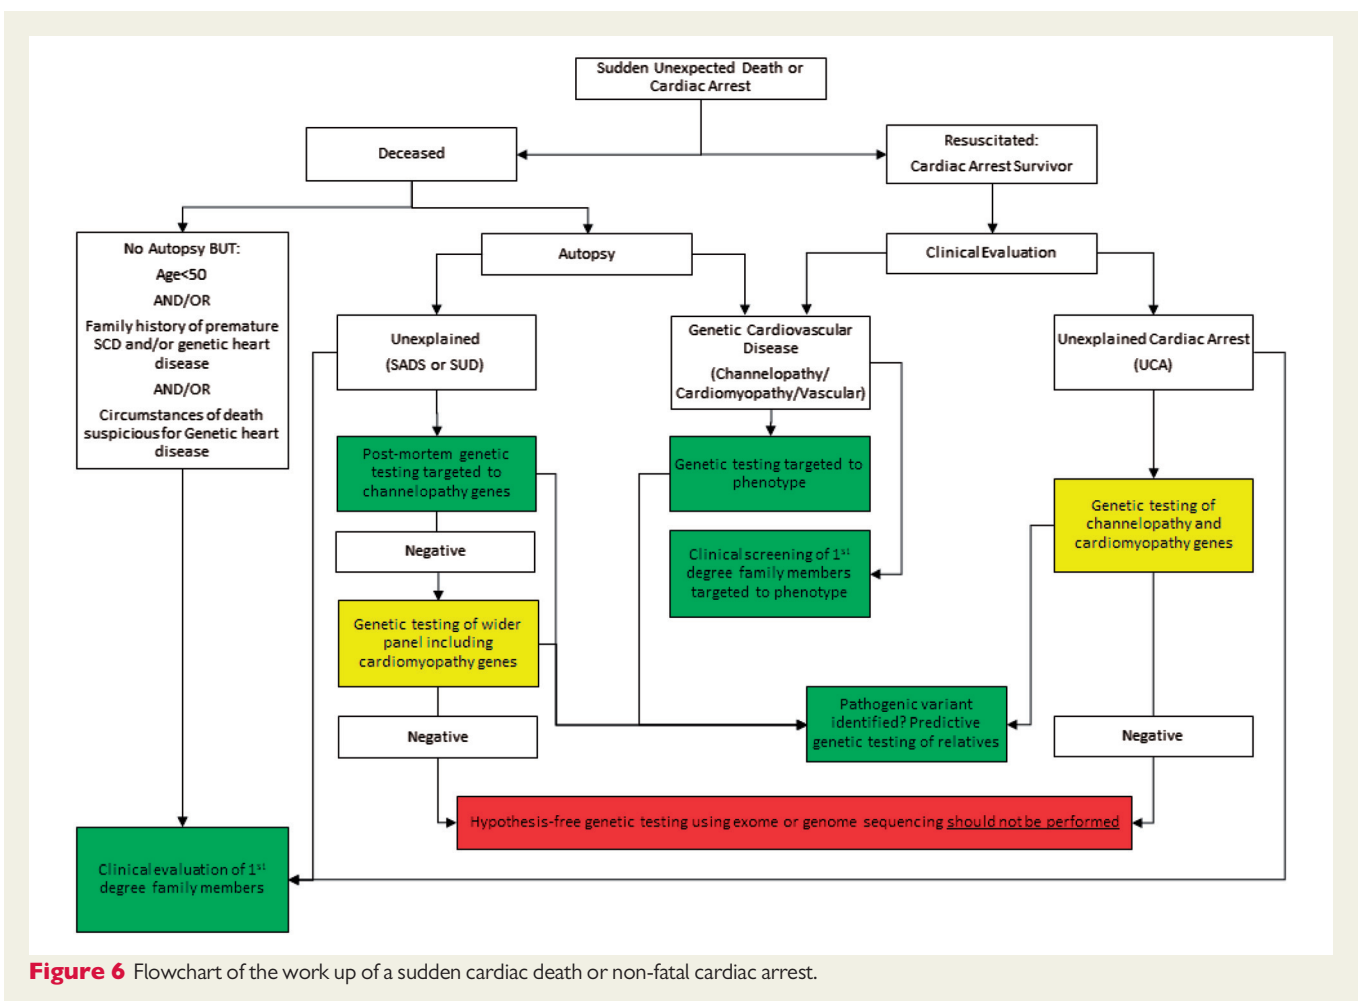 Sudden Unexpected Death or
Cardiac Arrest
Deceased
Resuscitated:
Cardiac Arrest Survivor
No Autopsy BUT:
Age<50
AND/OR
Family history of premature
SCD and/or genetic heart
disease
AND/OR
Circumstances of death
suspicious for Genetic heart
disease
Autopsy
Clinical Evaluation
Unexplained
(SADS or SUD)
Genetic Cardiovascular
Disease
(Channelopathy/
Cardiomyopathy/Vascular)
Unexplained Cardiac Arrest
(UCA)
Post-mortem genetic
testing targeted to
channelopathy genes
Genetic testing targeted to
phenotype
Genetic testing of
channelopathy and
cardiomyopathy genes
Negative
Clinical screening of 1st
degree family members
targeted to phenotype
Genetic testing of wider
panel including
cardiomyopathy genes
Pathogenic variant
identified? Predictive
genetic testing of relatives
Negative
Negative
Hypothesis-free genetic testing using exome or genome sequencing should not be performed
Clinical evaluation of 1st
degree family members
Figure 6 Flowchart of the work up of a sudden cardiac death or non-fatal cardiac arrest.